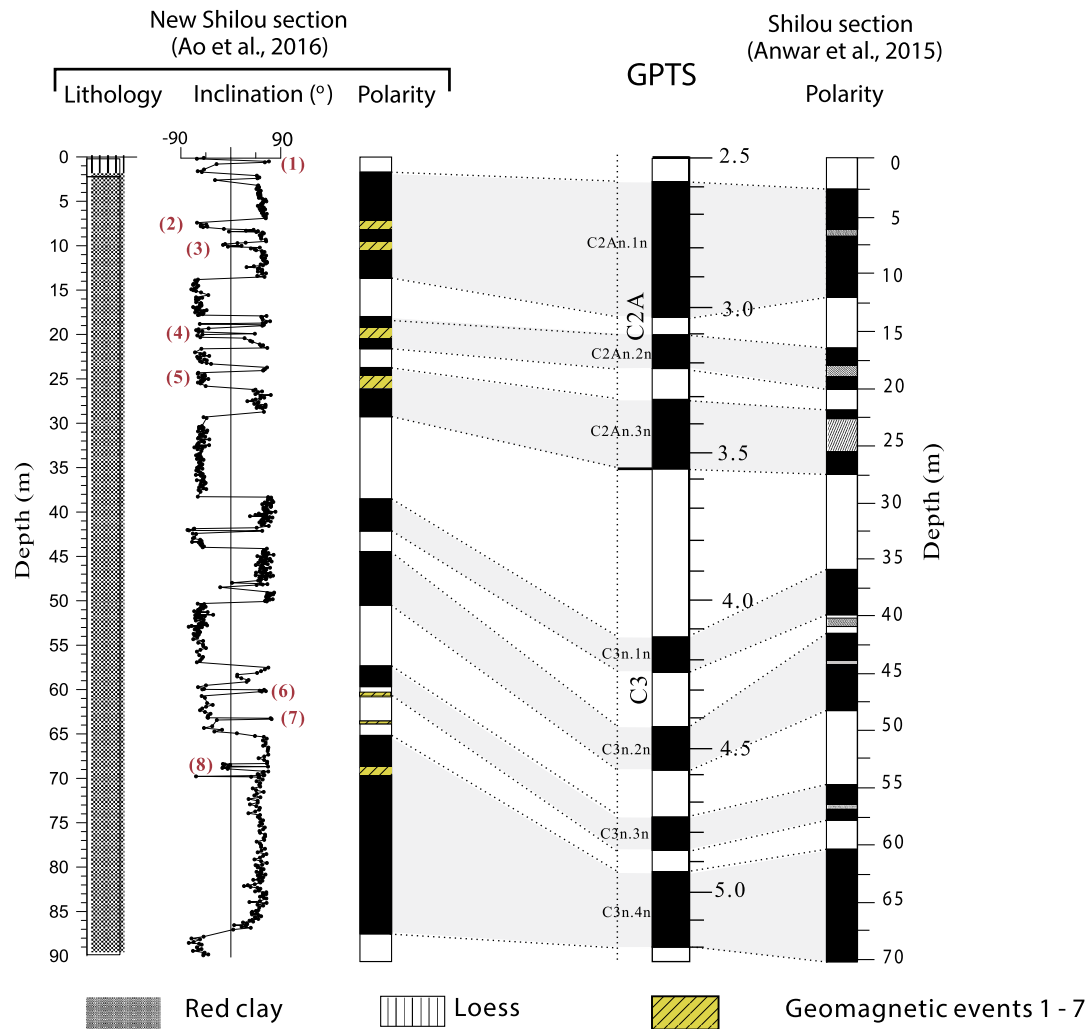 New Shilou section
(Ao et al., 2016)
Shilou section
(Anwar et al., 2015)
GPTS
Lithology
Inclination (º)
Polarity
Polarity
-90
90
0
5
10
15
20
25
30
35
40
45
50
55
60
65
70
75
80
85
90
Depth (m)
(1)
(2)
(3)
(4)
(5)
(6)
(7)
(8)
C2An.1n
C2An.2n
C2An.3n
C3n.1n
C3n.2n
C3n.3n
C3n.4n
C2A
C3
2.5
3.0
3.5
4.0
4.5
5.0
0
5
10
15
20
25
30
35
40
45
50
55
60
65
70
Depth (m)
Red clay
Loess
Geomagnetic events 1 - 7